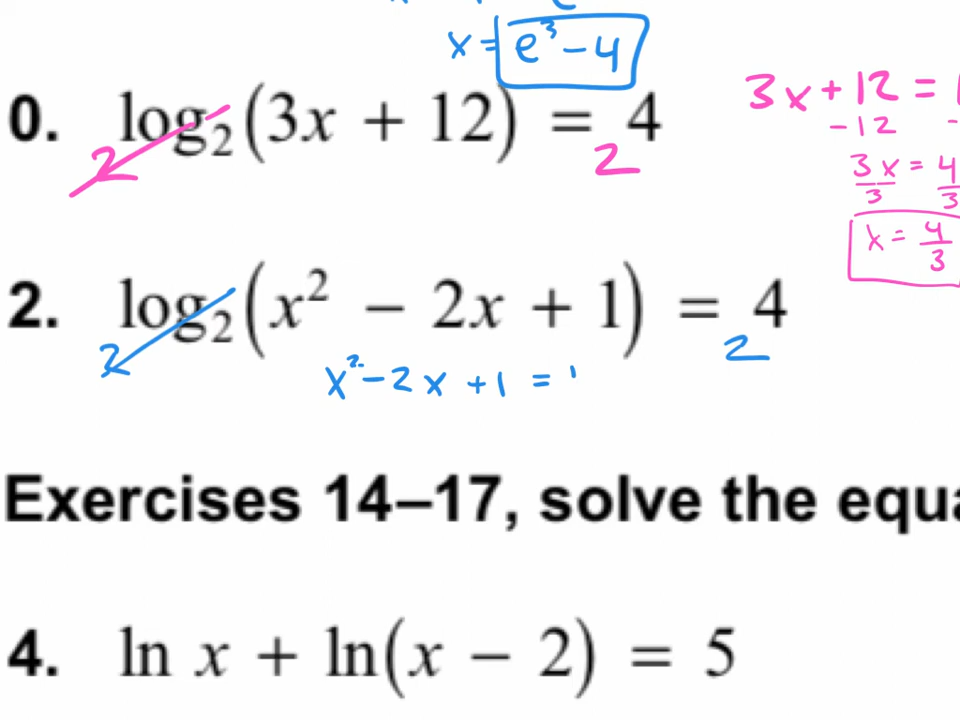 x = e³ - 4
0. log₂(3x + 12) = 4
2 2
3x + 12 =
-12
3x = 4
3 3
x = 4/3
2. log₂(x² − 2x + 1) = 4
2 2
x² - 2x + 1 = 1
Exercises 14–17, solve the equa
4. ln x + ln(x − 2) = 5